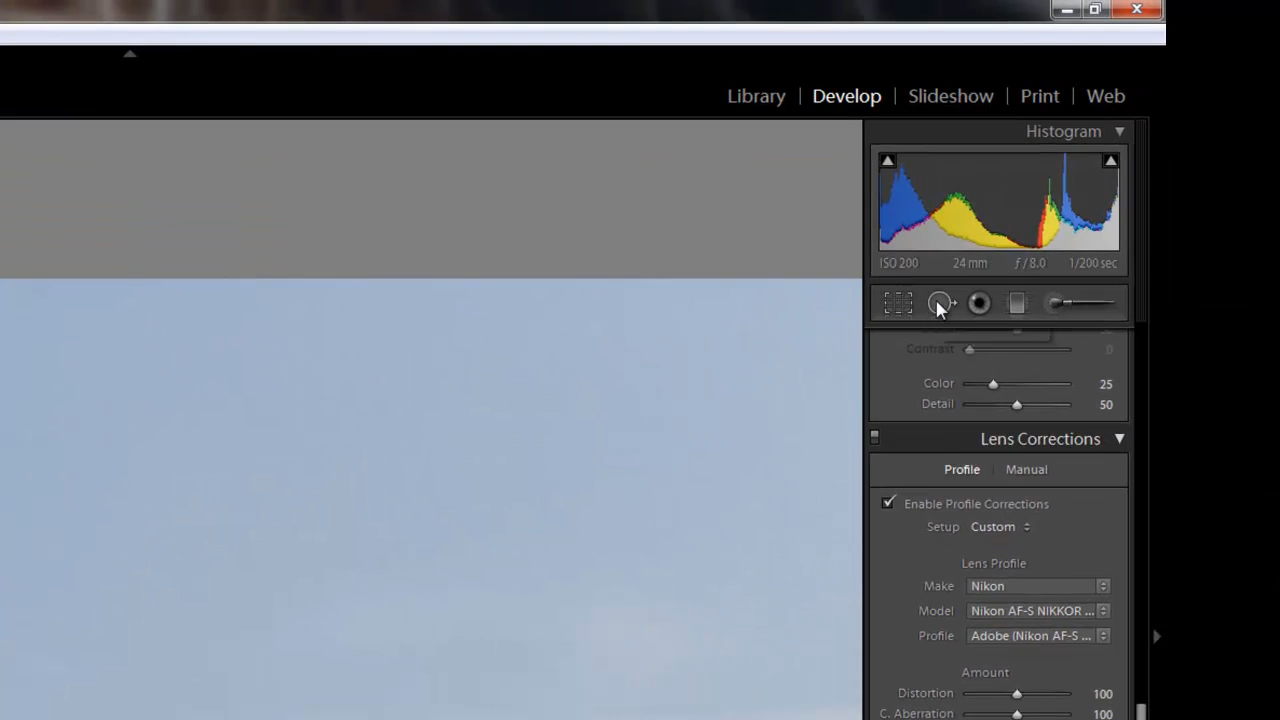 Library | Develop | Slideshow | Print | Web
Histogram
ISO 200 24 mm ƒ / 8.0 1/200 sec
Contrast 0
Color 25
Detail 50
Lens Corrections
Profile Manual
Enable Profile Corrections
Setup Custom
Lens Profile
Make Nikon
Model Nikon AF-S NIKKOR ...
Profile Adobe (Nikon AF-S ...
Amount
Distortion 100
C. Aberration 100